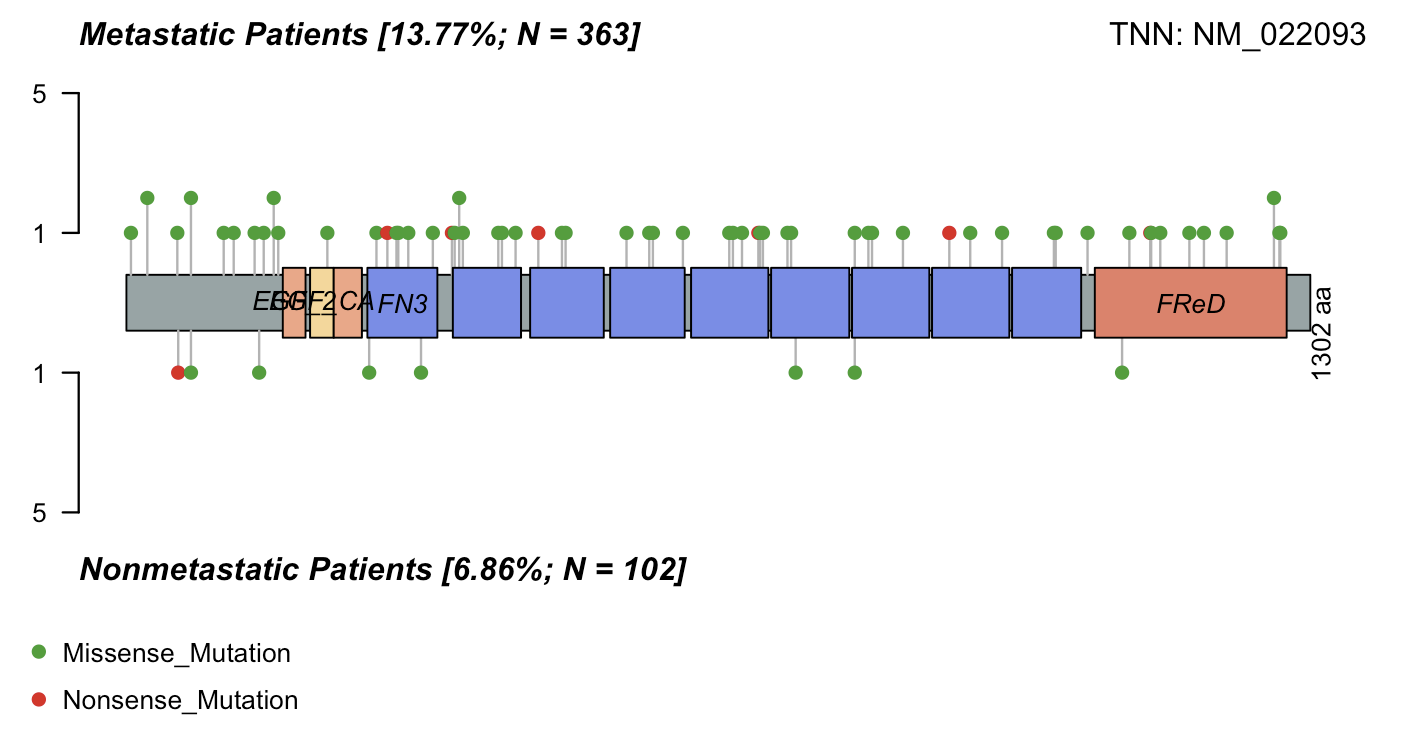 Metastatic Patients [13.77%; N = 363]
TNN: NM_022093
5
1
FN3
FReD
1302 aa
1
5
Nonmetastatic Patients [6.86%; N = 102]
Missense_Mutation
Nonsense_Mutation